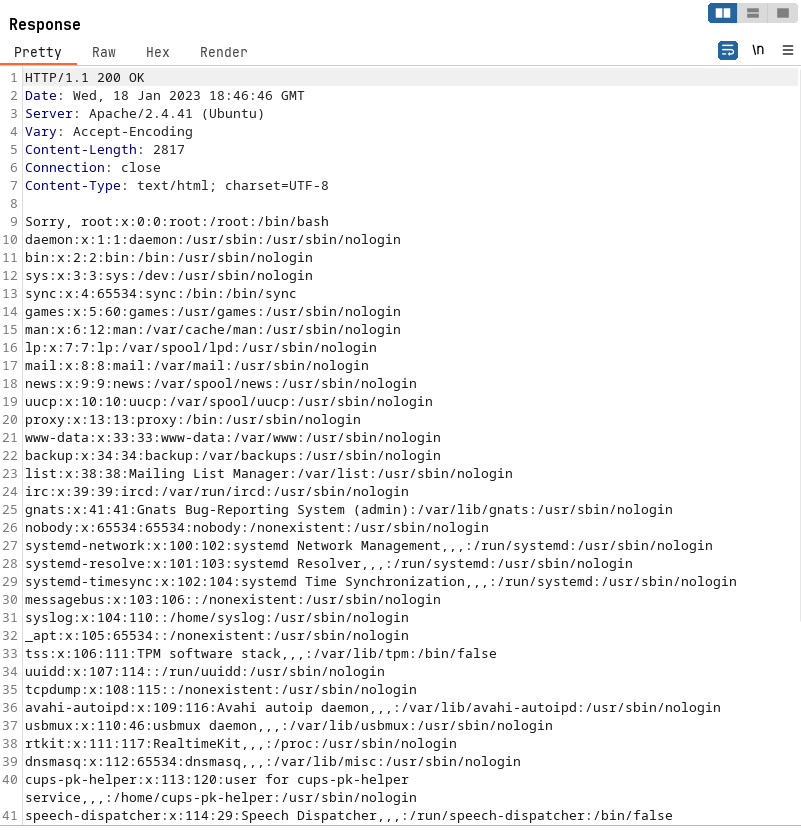 Response
Pretty Raw Hex Render \n
1 HTTP/1.1 200 OK
2 Date: Wed, 18 Jan 2023 18:46:46 GMT
3 Server: Apache/2.4.41 (Ubuntu)
4 Vary: Accept-Encoding
5 Content-Length: 2817
6 Connection: close
7 Content-Type: text/html; charset=UTF-8
8
9 Sorry, root:x:0:0:root:/root:/bin/bash
10 daemon:x:1:1:daemon:/usr/sbin:/usr/sbin/nologin
11 bin:x:2:2:bin:/bin:/usr/sbin/nologin
12 sys:x:3:3:sys:/dev:/usr/sbin/nologin
13 sync:x:4:65534:sync:/bin:/bin/sync
14 games:x:5:60:games:/usr/games:/usr/sbin/nologin
15 man:x:6:12:man:/var/cache/man:/usr/sbin/nologin
16 lp:x:7:7:lp:/var/spool/lpd:/usr/sbin/nologin
17 mail:x:8:8:mail:/var/mail:/usr/sbin/nologin
18 news:x:9:9:news:/var/spool/news:/usr/sbin/nologin
19 uucp:x:10:10:uucp:/var/spool/uucp:/usr/sbin/nologin
20 proxy:x:13:13:proxy:/bin:/usr/sbin/nologin
21 www-data:x:33:33:www-data:/var/www:/usr/sbin/nologin
22 backup:x:34:34:backup:/var/backups:/usr/sbin/nologin
23 list:x:38:38:Mailing List Manager:/var/list:/usr/sbin/nologin
24 irc:x:39:39:ircd:/var/run/ircd:/usr/sbin/nologin
25 gnats:x:41:41:Gnats Bug-Reporting System (admin):/var/lib/gnats:/usr/sbin/nologin
26 nobody:x:65534:65534:nobody:/nonexistent:/usr/sbin/nologin
27 systemd-network:x:100:102:systemd Network Management,,,:/run/systemd:/usr/sbin/nologin
28 systemd-resolve:x:101:103:systemd Resolver,,,:/run/systemd:/usr/sbin/nologin
29 systemd-timesync:x:102:104:systemd Time Synchronization,,,:/run/systemd:/usr/sbin/nologin
30 messagebus:x:103:106::/nonexistent:/usr/sbin/nologin
31 syslog:x:104:110::/home/syslog:/usr/sbin/nologin
32 _apt:x:105:65534::/nonexistent:/usr/sbin/nologin
33 tss:x:106:111:TPM software stack,,,:/var/lib/tpm:/bin/false
34 uuidd:x:107:114::/run/uuidd:/usr/sbin/nologin
35 tcpdump:x:108:115::/nonexistent:/usr/sbin/nologin
36 avahi-autoipd:x:109:116:Avahi autoip daemon,,,:/var/lib/avahi-autoipd:/usr/sbin/nologin
37 usbmux:x:110:46:usbmux daemon,,,:/var/lib/usbmux:/usr/sbin/nologin
38 rtkit:x:111:117:RealtimeKit,,,:/proc:/usr/sbin/nologin
39 dnsmasq:x:112:65534:dnsmasq,,,:/var/lib/misc:/usr/sbin/nologin
40 cups-pk-helper:x:113:120:user for cups-pk-helper
service,,,:/home/cups-pk-helper:/usr/sbin/nologin
41 speech-dispatcher:x:114:29:Speech Dispatcher,,,:/run/speech-dispatcher:/bin/false